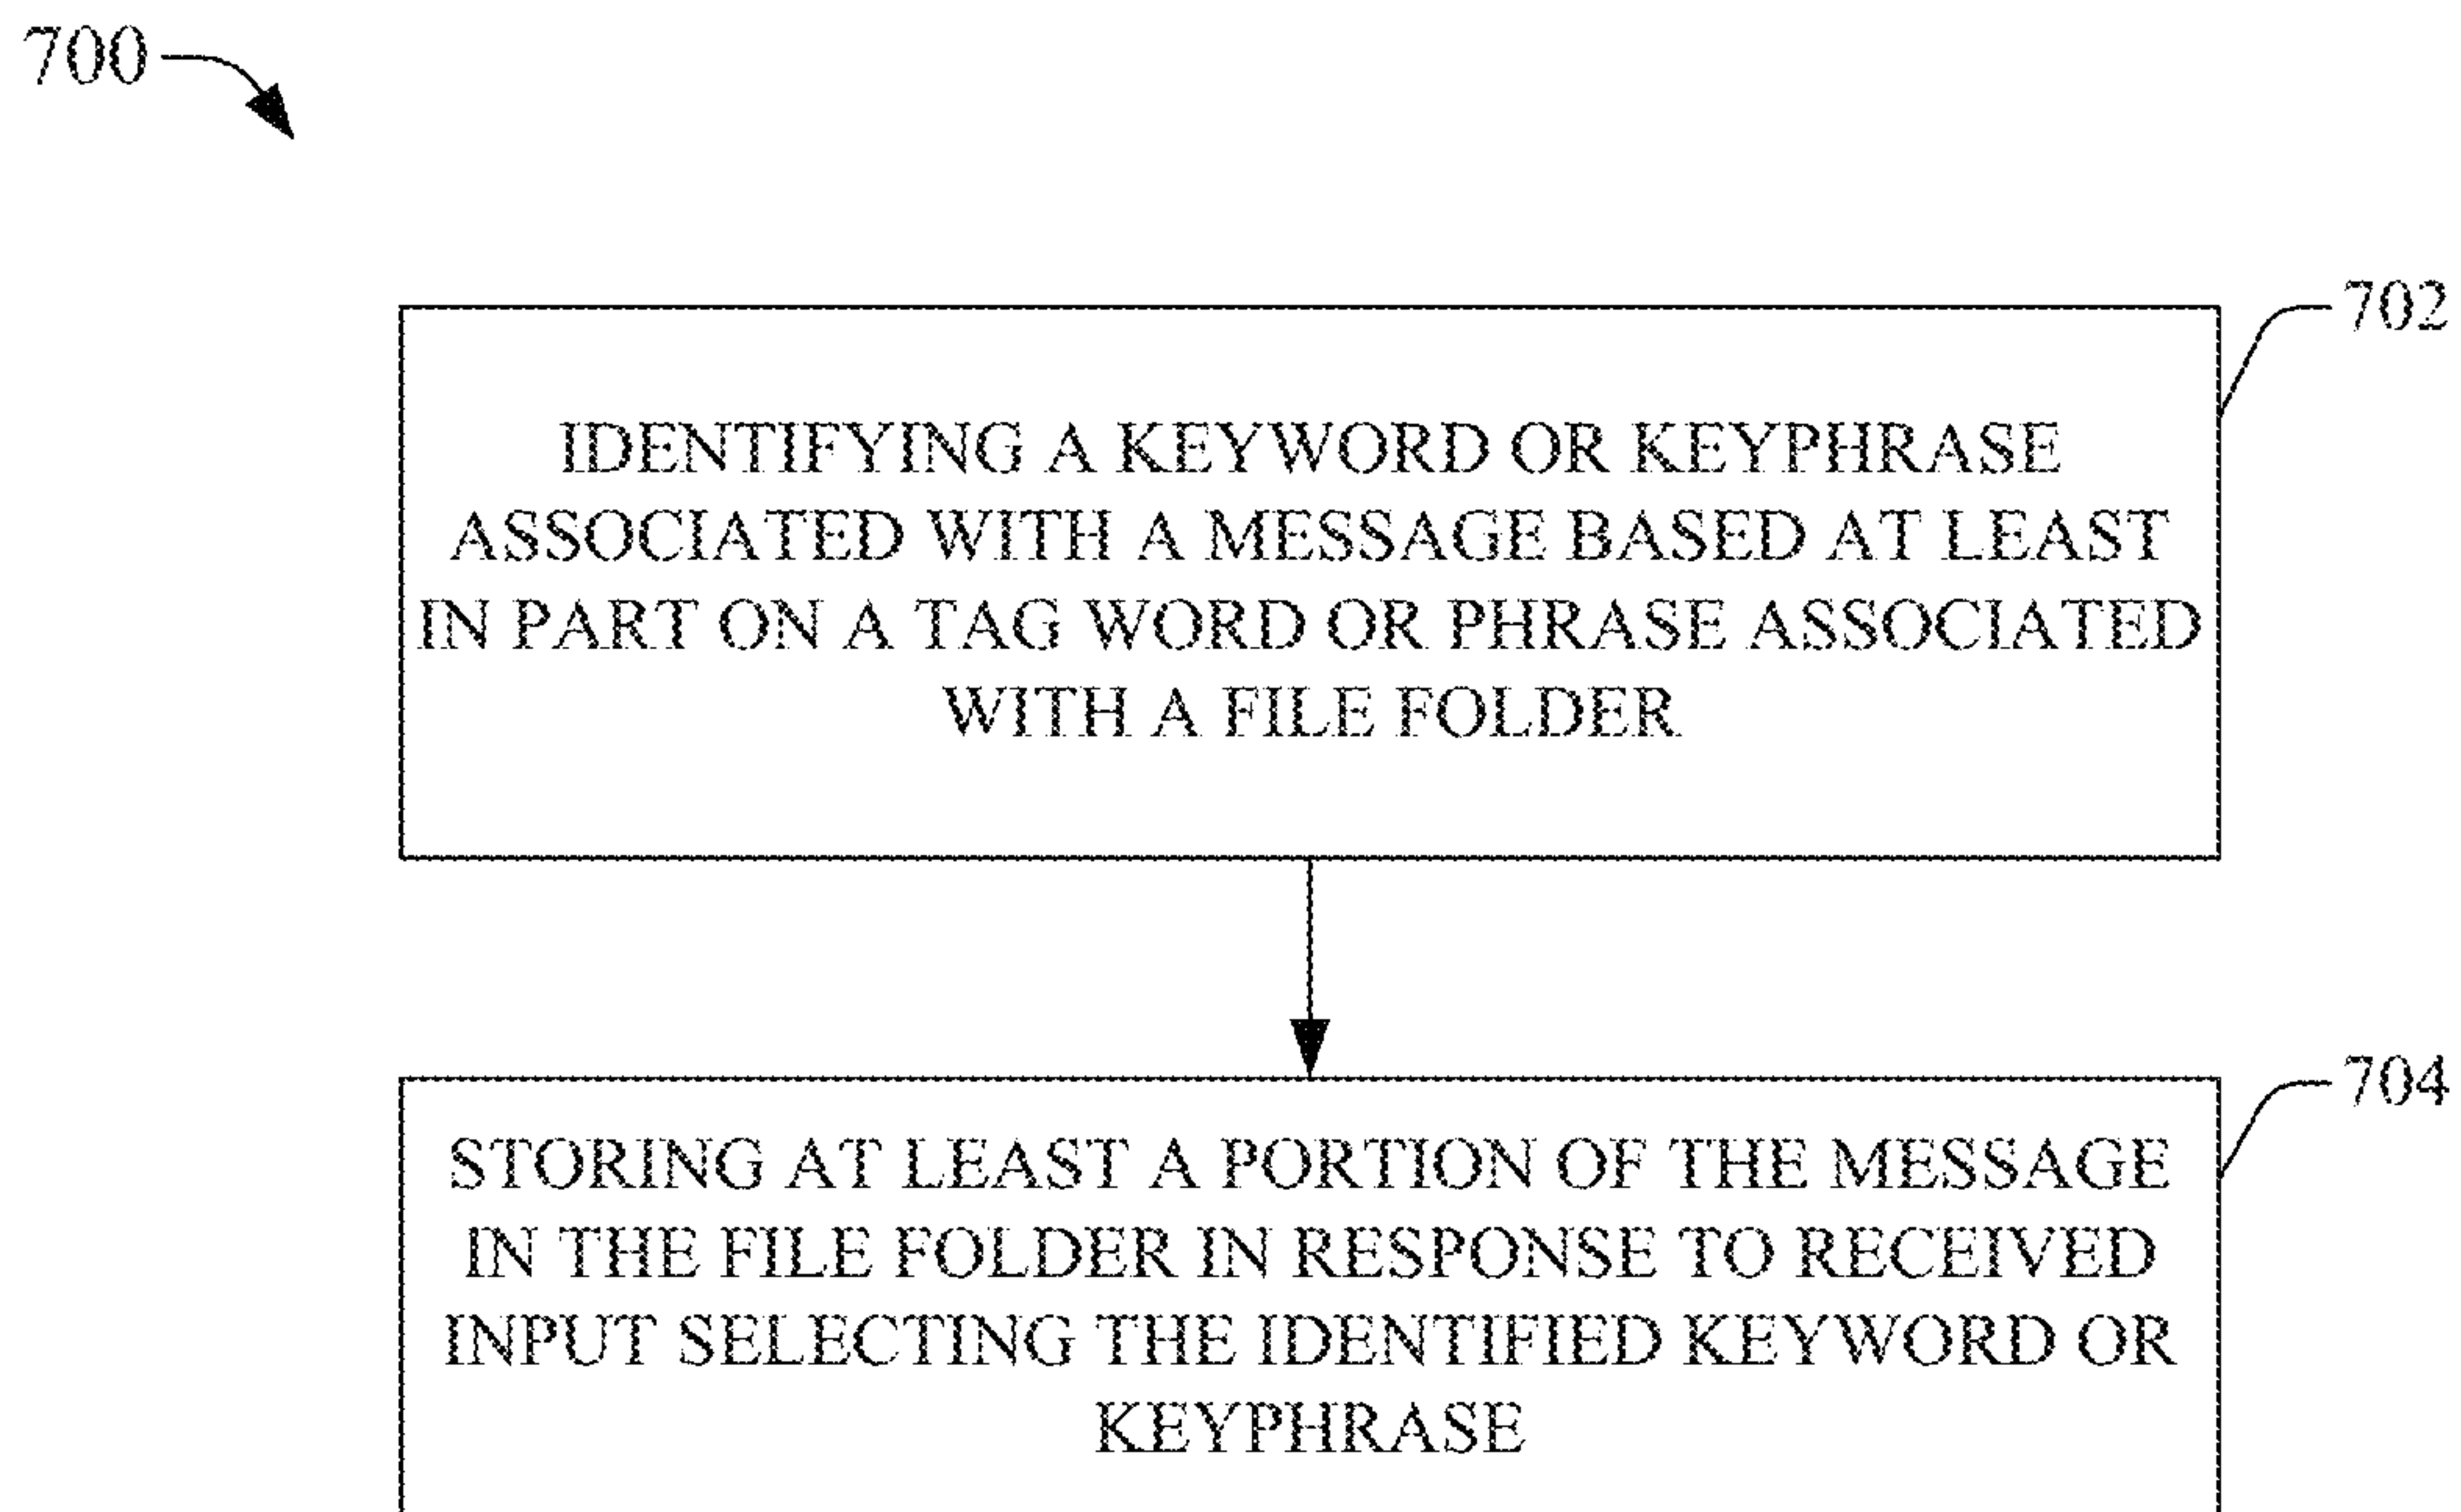 700
702
IDENTIFYING A KEYWORD OR KEYPHRASE
ASSOCIATED WITH A MESSAGE BASED AT LEAST
IN PART ON A TAG WORD OR PHRASE ASSOCIATED
WITH A FILE FOLDER
704
STORING AT LEAST A PORTION OF THE MESSAGE
IN THE FILE FOLDER IN RESPONSE TO RECEIVED
INPUT SELECTING THE IDENTIFIED KEYWORD OR
KEYPHRASE